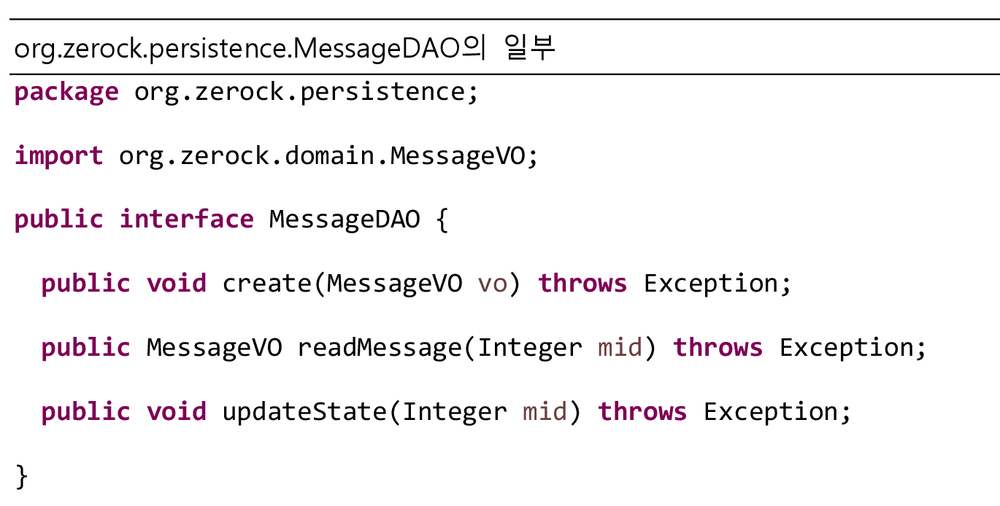 org.zerock.persistence.MessageDAO의 일부
package org.zerock.persistence;
import org.zerock.domain.MessageVO;
public interface MessageDAO {
public void create(MessageVO vo) throws Exception;
public MessageVO readMessage(Integer mid) throws Exception;
public void updateState(Integer mid) throws Exception;
}